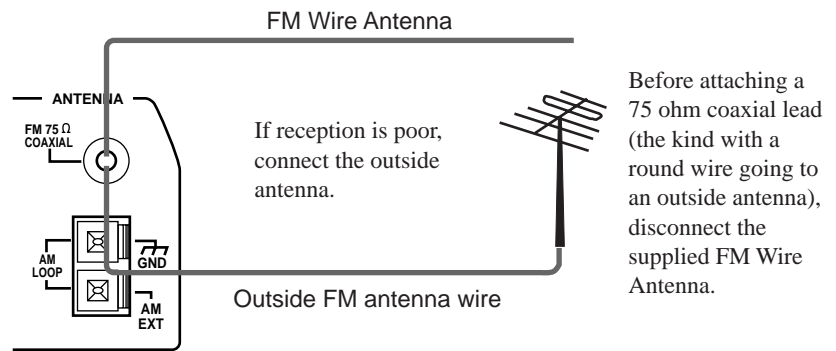 FM Wire Antenna
ANTENNA
FM 75 Ω
COAXIAL
If reception is poor,
connect the outside
antenna.
Before attaching a
75 ohm coaxial lead
(the kind with a
round wire going to
an outside antenna),
disconnect the
supplied FM Wire
Antenna.
AM
LOOP
GND
AM
EXT
Outside FM antenna wire